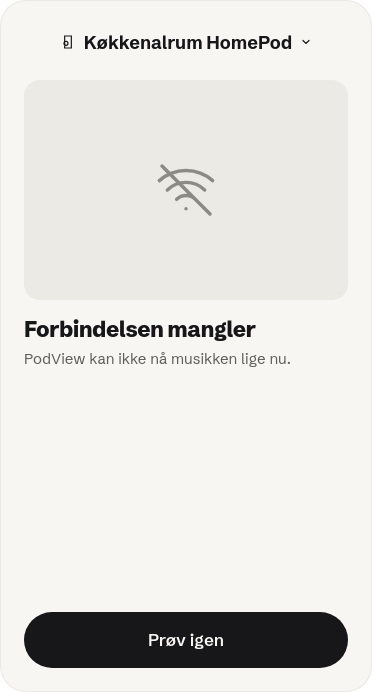 Køkkenalrum HomePod
Forbindelsen mangler
PodView kan ikke nå musikken lige nu.
Prøv igen